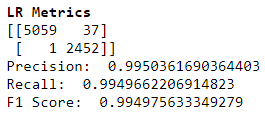 LR Metrics
[[5059 37]
[ 1 2452]]
Precision: 0.9950361690364403
Recall: 0.9949662206914823
F1 Score: 0.994975633349279